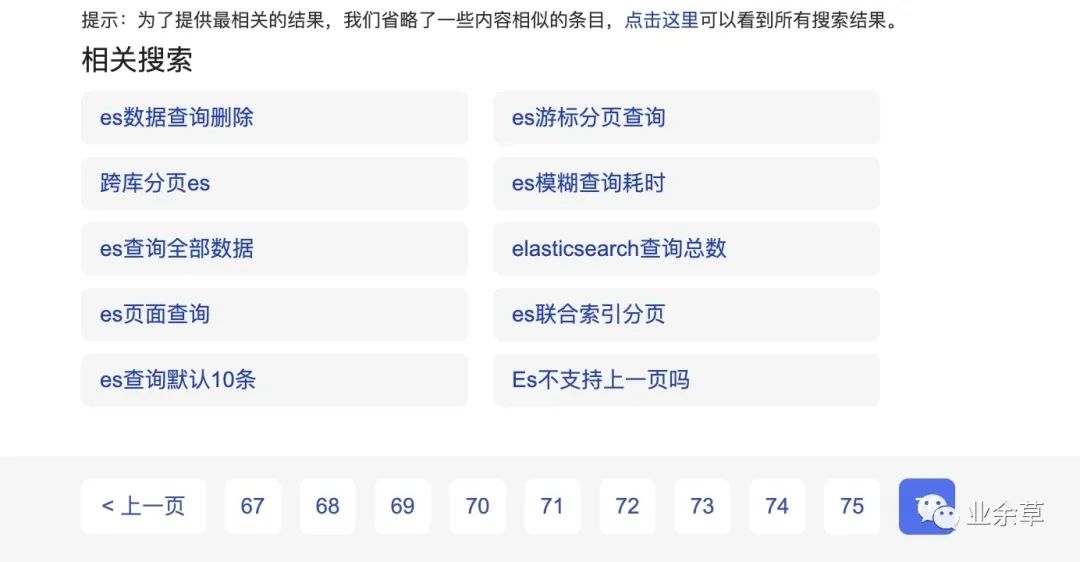 提示：为了提供最相关的结果，我们省略了一些内容相似的条目，点击这里可以看到所有搜索结果。
相关搜索
es数据查询删除
es游标分页查询
跨库分页es
es模糊查询耗时
es查询全部数据
elasticsearch查询总数
es页面查询
es联合索引分页
es查询默认10条
Es不支持上一页吗
< 上一页 67 68 69 70 71 72 73 74 75
业余草